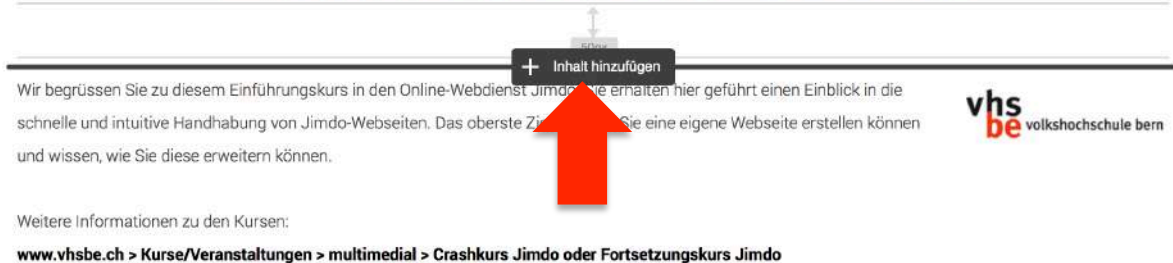 + Inhalt hinzufügen
Wir begrüssen Sie zu diesem Einführungskurs in den Online-Webdienst Jimdo. Sie erhalten hier geführt einen Einblick in die
schnelle und intuitive Handhabung von Jimdo-Webseiten. Das oberste Sie eine eigene Webseite erstellen können
und wissen, wie Sie diese erweitern können.
vhs
be volkshochschule bern
Weitere Informationen zu den Kursen:
www.vhsbe.ch > Kurse/Veranstaltungen > multimedial > Crashkurs Jimdo oder Fortsetzungskurs Jimdo